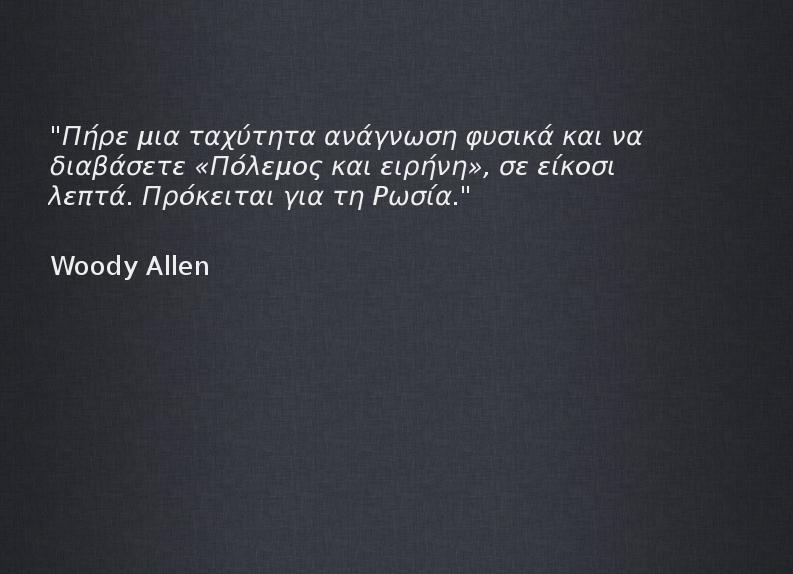 "Πήρε μια ταχύτητα ανάγνωση φυσικά και να
διαβάσετε «Πόλεμος και ειρήνη», σε είκοσι
λεπτά. Πρόκειται για τη Ρωσία."
Woody Allen